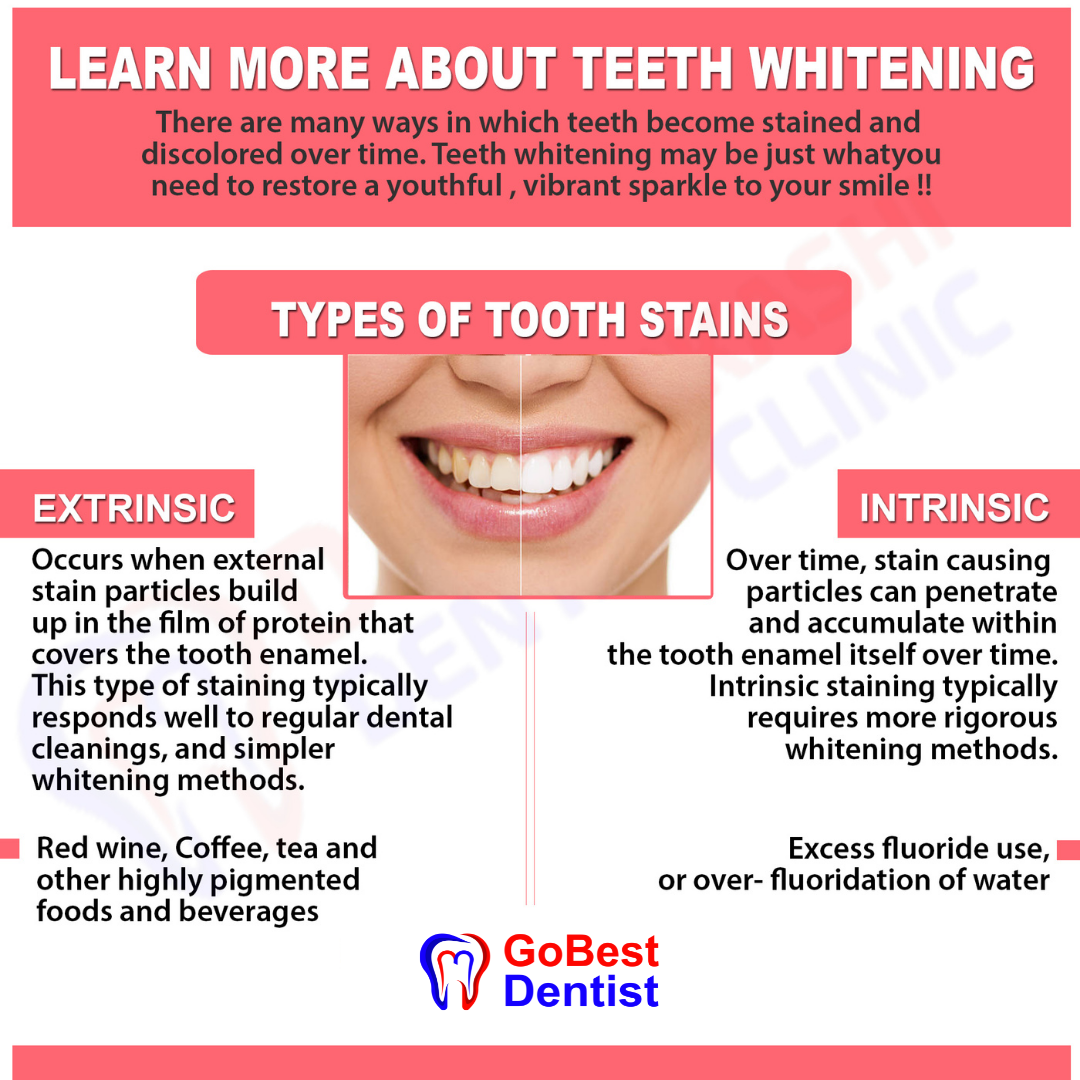 LEARN MORE ABOUT TEETH WHITENING
There are many ways in which teeth become stained and
discolored over time. Teeth whitening may be just whatyou
need to restore a youthful , vibrant sparkle to your smile !!
TYPES OF TOOTH STAINS
EXTRINSIC
Occurs when external
stain particles build
up in the film of protein that
covers the tooth enamel.
This type of staining typically
responds well to regular dental
cleanings, and simpler
whitening methods.
Red wine, Coffee, tea and
other highly pigmented
foods and beverages
INTRINSIC
Over time, stain causing
particles can penetrate
and accumulate within
the tooth enamel itself over time.
Intrinsic staining typically
requires more rigorous
whitening methods.
Excess fluoride use,
or over- fluoridation of water
GoBest
Dentist
CLINIC